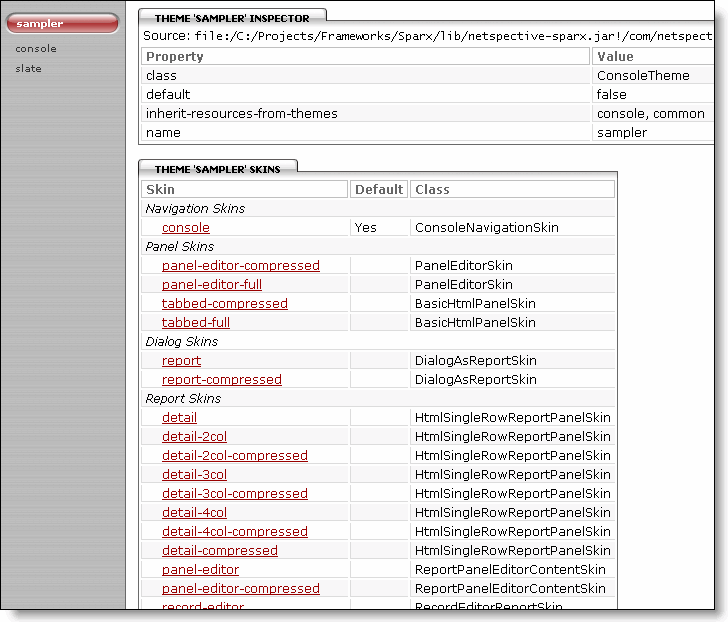 sampler
console
slate
THEME 'SAMPLER' INSPECTOR
Source: file:/C:/Projects/Frameworks/Sparx/lib/netspective-sparx.jar!/com/netspect
Property Value
class ConsoleTheme
default false
inherit-resources-from-themes console, common
name sampler
THEME 'SAMPLER' SKINS
Skin Default Class
Navigation Skins
console Yes ConsoleNavigationSkin
Panel Skins
panel-editor-compressed PanelEditorSkin
panel-editor-full PanelEditorSkin
tabbed-compressed BasicHtmlPanelSkin
tabbed-full BasicHtmlPanelSkin
Dialog Skins
report DialogAsReportSkin
report-compressed DialogAsReportSkin
Report Skins
detail HtmlSingleRowReportPanelSkin
detail-2col HtmlSingleRowReportPanelSkin
detail-2col-compressed HtmlSingleRowReportPanelSkin
detail-3col HtmlSingleRowReportPanelSkin
detail-3col-compressed HtmlSingleRowReportPanelSkin
detail-4col HtmlSingleRowReportPanelSkin
detail-4col-compressed HtmlSingleRowReportPanelSkin
detail-compressed HtmlSingleRowReportPanelSkin
panel-editor ReportPanelEditorContentSkin
panel-editor-compressed ReportPanelEditorContentSkin
record-editor RecordEditorReportSkin